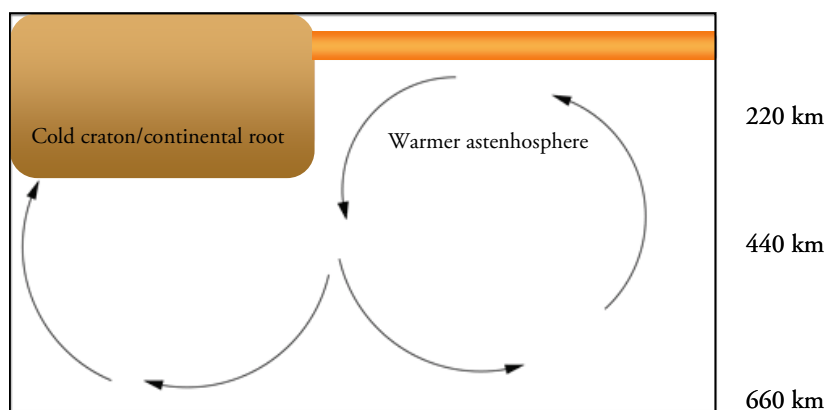 220 km
Cold craton/continental root
Warmer astenhosphere
440 km
660 km